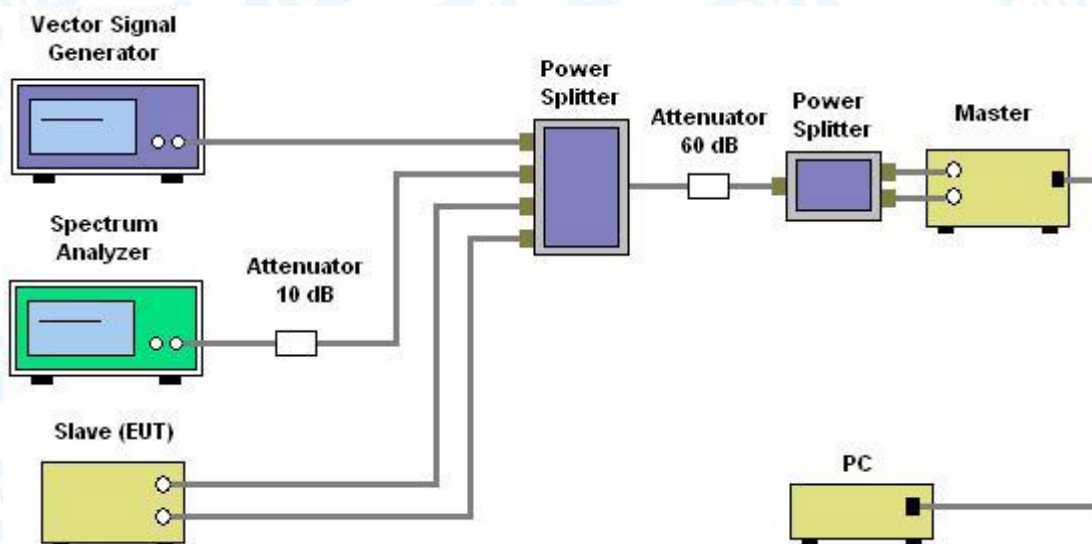 Vector Signal
Generator
Power
Splitter
Attenuator
60 dB
Power
Splitter
Master
Spectrum
Analyzer
Attenuator
10 dB
Slave (EUT)
PC